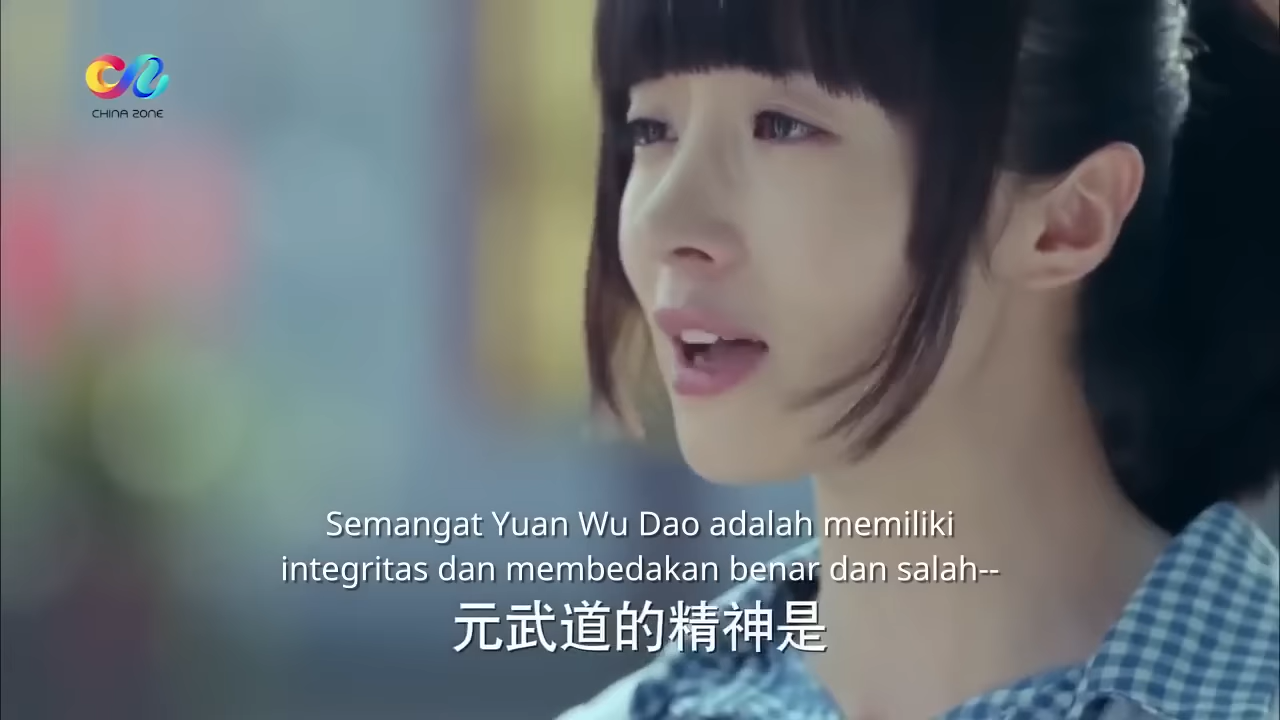 CHINA ZONE
Semangat Yuan Wu Dao adalah memiliki
integritas dan membedakan benar dan salah--
元武道的精神是